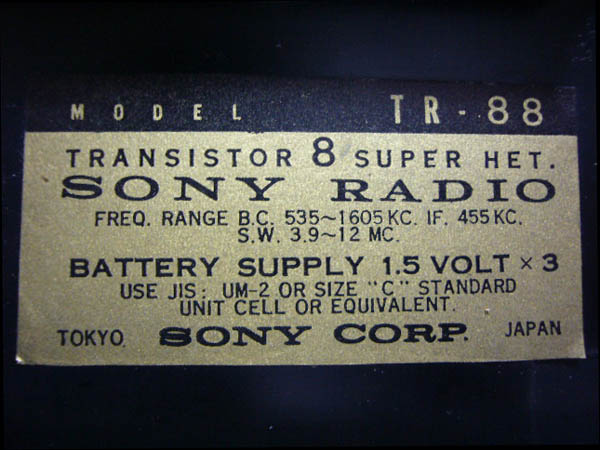 MODEL TR-88
TRANSISTOR 8 SUPER HET.
SONY RADIO
FREQ. RANGE B.C. 535~1605 KC. IF. 455 KC.
S.W. 3.9~12 MC.
BATTERY SUPPLY 1.5 VOLT × 3
USE JIS: UM-2 OR SIZE "C" STANDARD
UNIT CELL OR EQUIVALENT.
TOKYO. SONY CORP. JAPAN